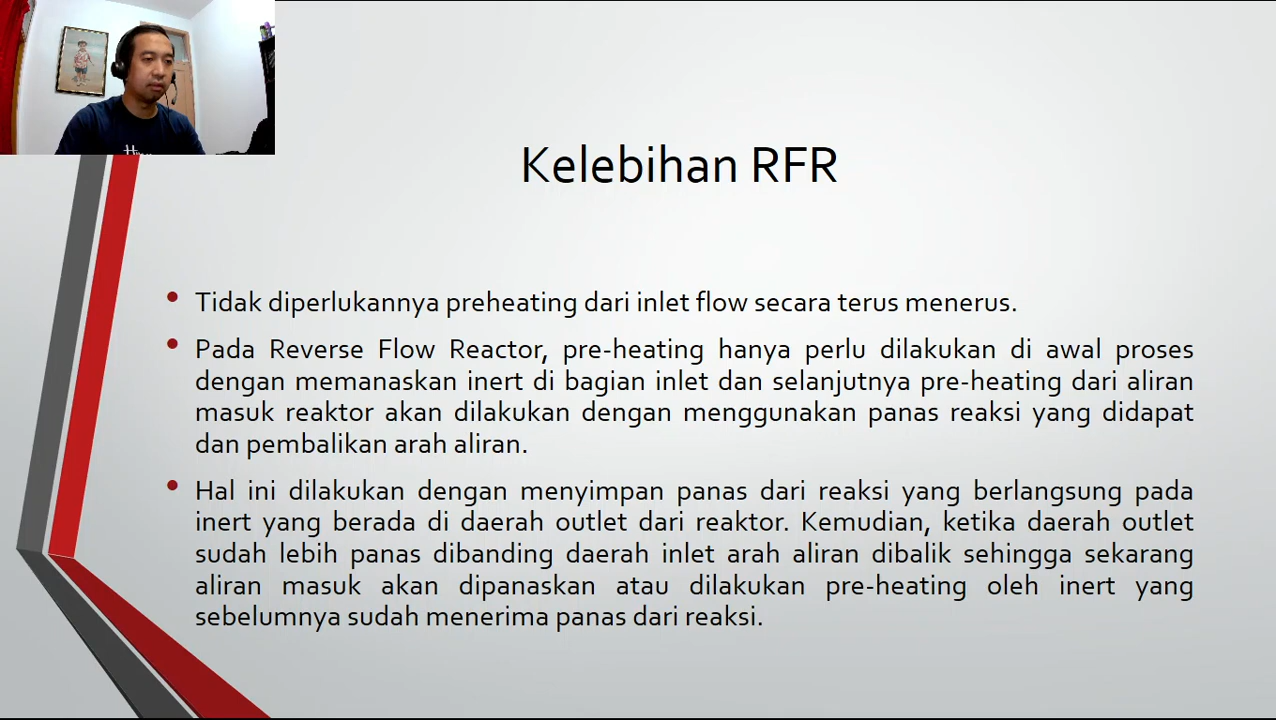 Kelebihan RFR
• Tidak diperlukannya preheating dari inlet flow secara terus menerus.
• Pada Reverse Flow Reactor, pre-heating hanya perlu dilakukan di awal proses
dengan memanaskan inert di bagian inlet dan selanjutnya pre-heating dari aliran
masuk reaktor akan dilakukan dengan menggunakan panas reaksi yang didapat
dan pembalikan arah aliran.
• Hal ini dilakukan dengan menyimpan panas dari reaksi yang berlangsung pada
inert yang berada di daerah outlet dari reaktor. Kemudian, ketika daerah outlet
sudah lebih panas dibanding daerah inlet arah aliran dibalik sehingga sekarang
aliran masuk akan dipanaskan atau dilakukan pre-heating oleh inert yang
sebelumnya sudah menerima panas dari reaksi.